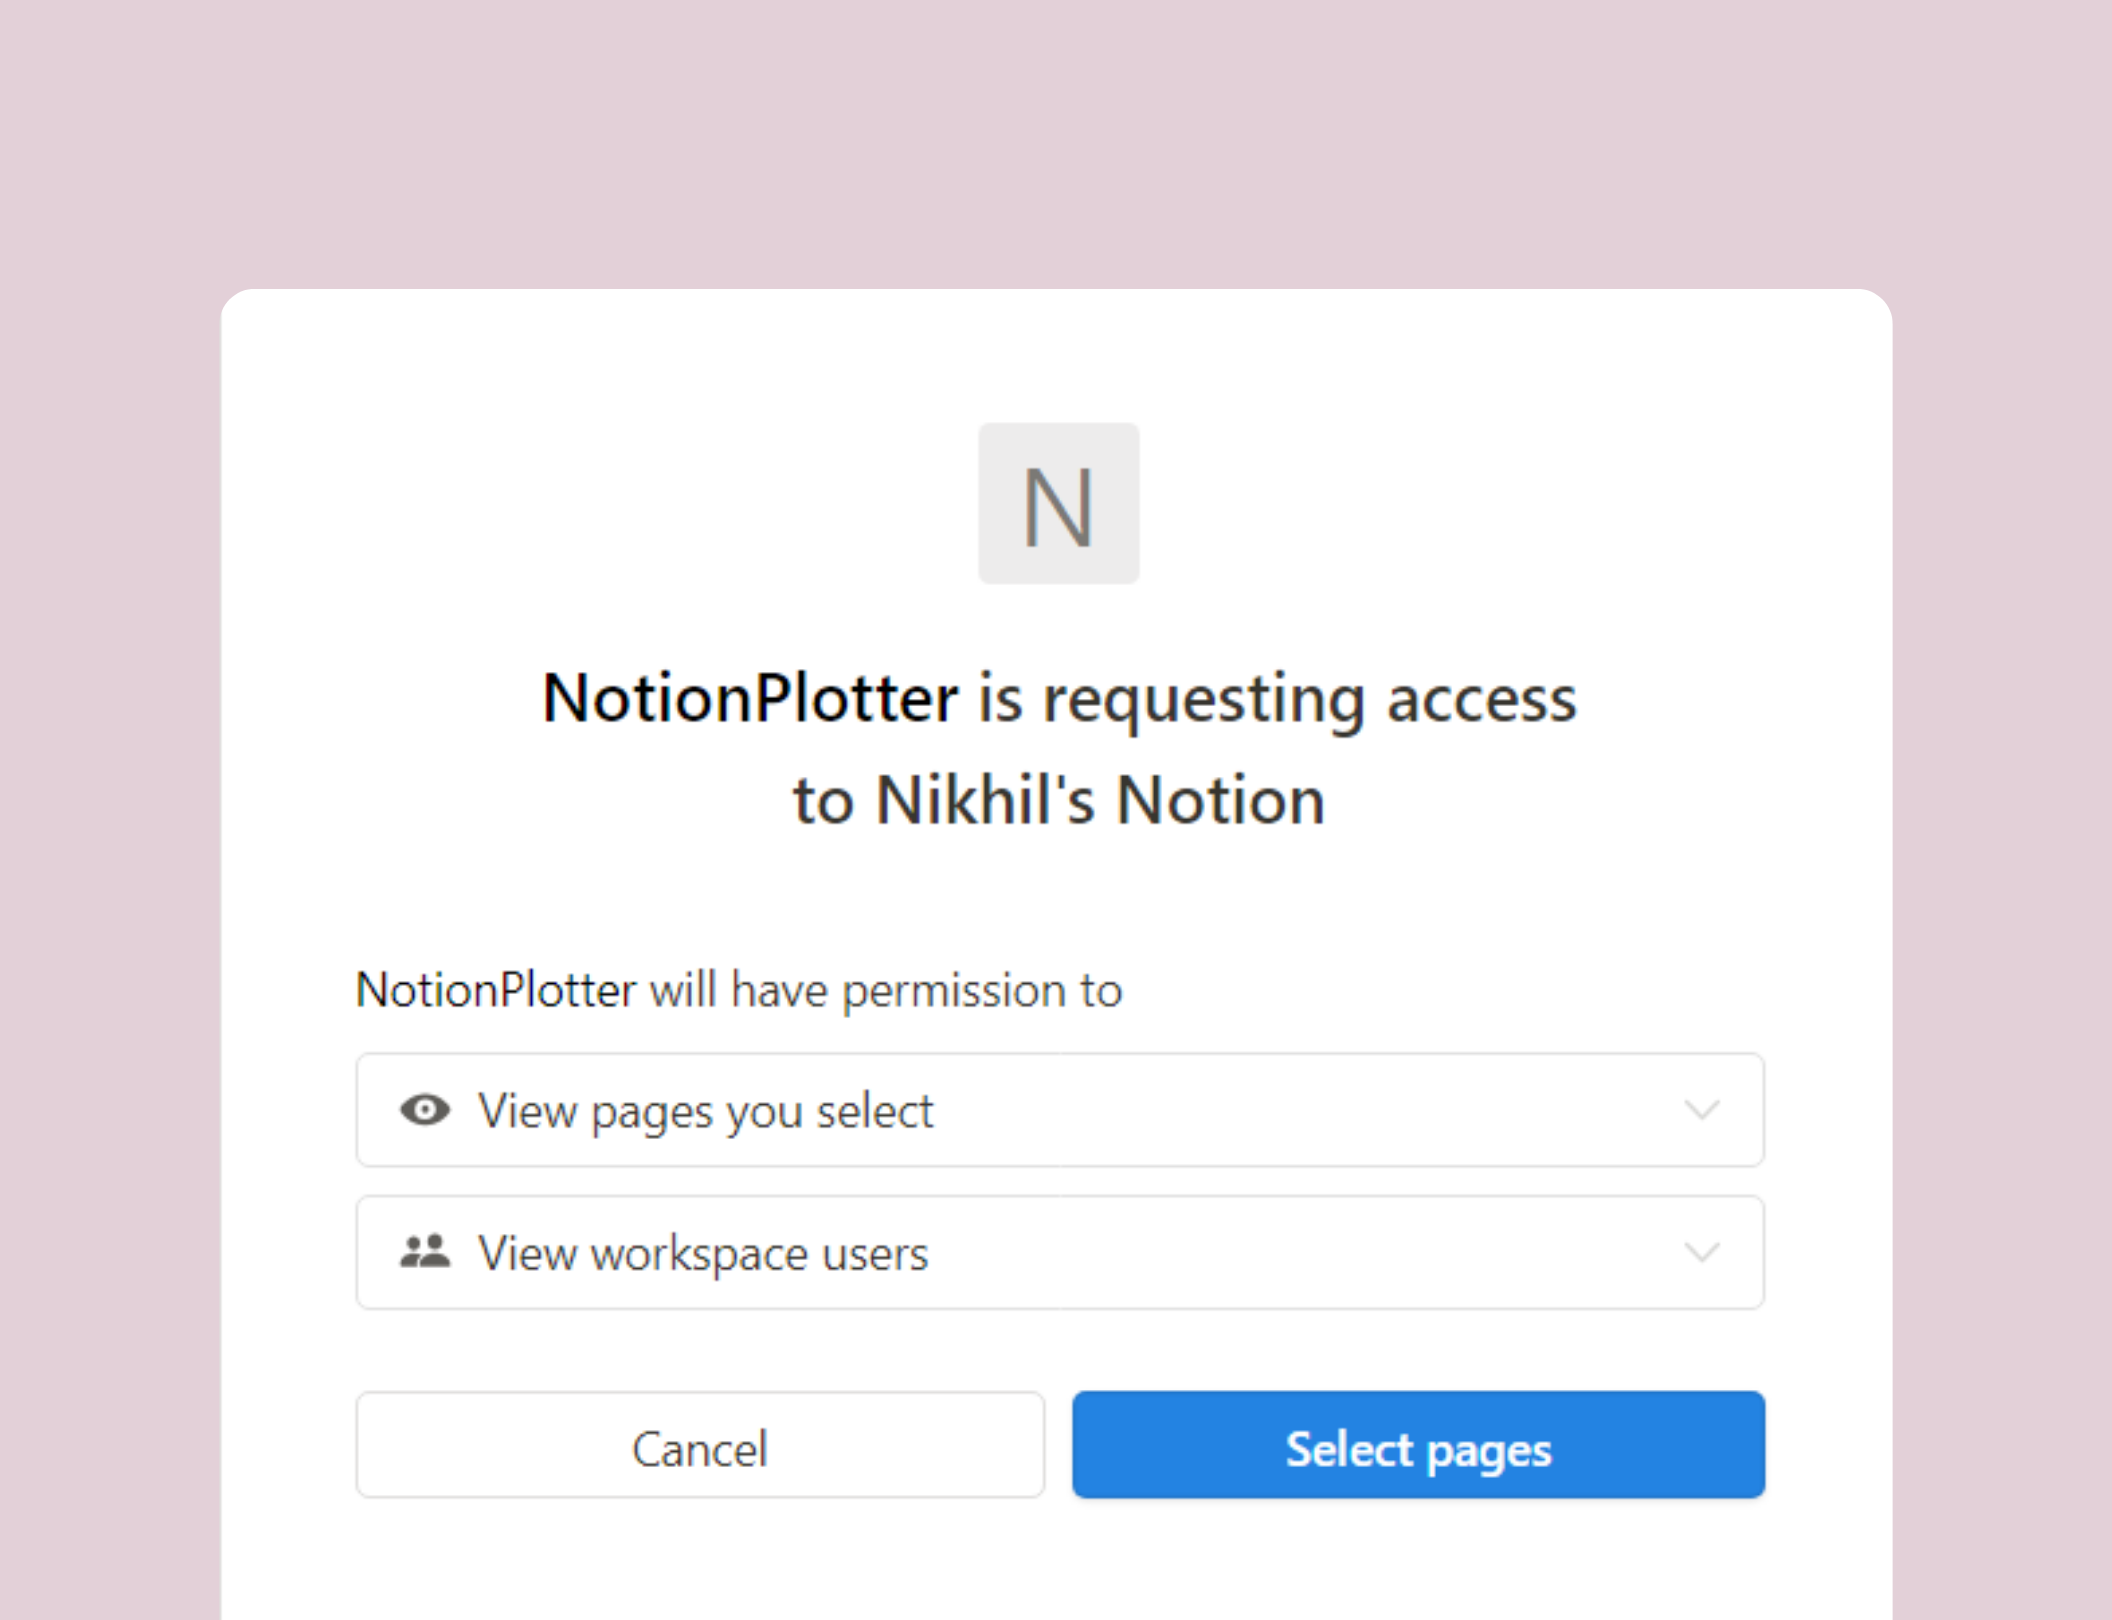 N
NotionPlotter is requesting access
to Nikhil's Notion
NotionPlotter will have permission to
View pages you select
View workspace users
Cancel
Select pages